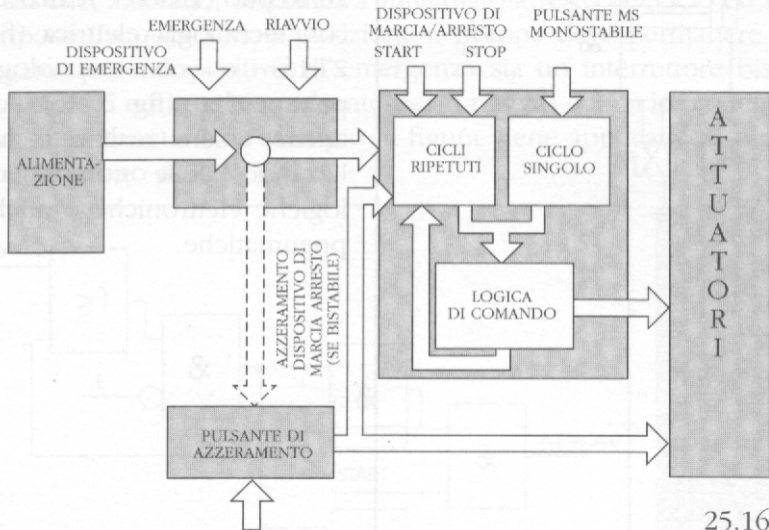 EMERGENZA
RIAVVIO
DISPOSITIVO
DI EMERGENZA
DISPOSITIVO DI
MARCIA/ARRESTO
START STOP
PULSANTE MS
MONOSTABILE
ALIMENTA-
ZIONE
CICLI
RIPETUTI
CICLO
SINGOLO
AZZERAMENTO
DISPOSITIVO DI
MARCIA ARRESTO
(SE BISTABILE)
LOGICA
DI COMANDO
ATTUATORI
PULSANTE DI
AZZERAMENTO
25.16